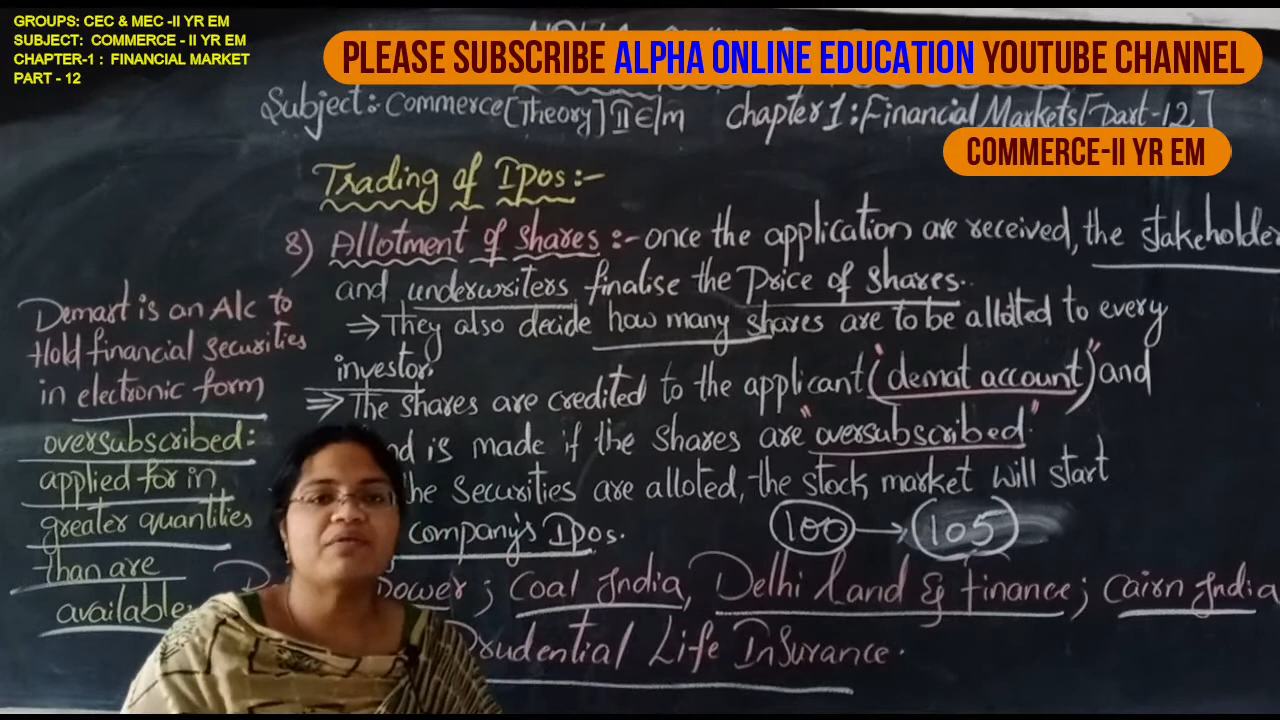 GROUPS: CEC & MEC -II YR EM
SUBJECT: COMMERCE - II YR EM
CHAPTER-1 : FINANCIAL MARKET
PART - 12
PLEASE SUBSCRIBE ALPHA ONLINE EDUCATION YOUTUBE CHANNEL
Subject:- Commerce [Theory] II E/m chapter 1: Financial Markets [Part-12]
COMMERCE-II YR EM
Trading of IPos:-
8) Allotment of shares :- once the application are received, the stakeholder
and underwriters finalise the Price of shares.
⇒ They also decide how many shares are to be allotted to every
investor.
⇒ The shares are credited to the applicant ("demat account") and
is made if the shares are "oversubscribed"
the securities are alloted, the stock market will start
company's IPos.
100 → 105
Power ; Coal India, Delhi Land & finance ; Cairn India
Prudential Life Insurance.
Demart is an A/c to
Hold financial securities
in electronic form
oversubscribed:
applied for in
greater quantities
than are
available.